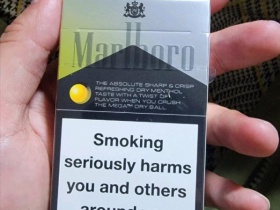 Marlboro
THE ABSOLUTE SHARP & CRISP
REFRESHING DRY MENTHOL
TASTE WITH A TWIST OF
FLAVOR WHEN YOU CRUSH
THE MEGA DRY BALL
Smoking
seriously harms
you and others
around